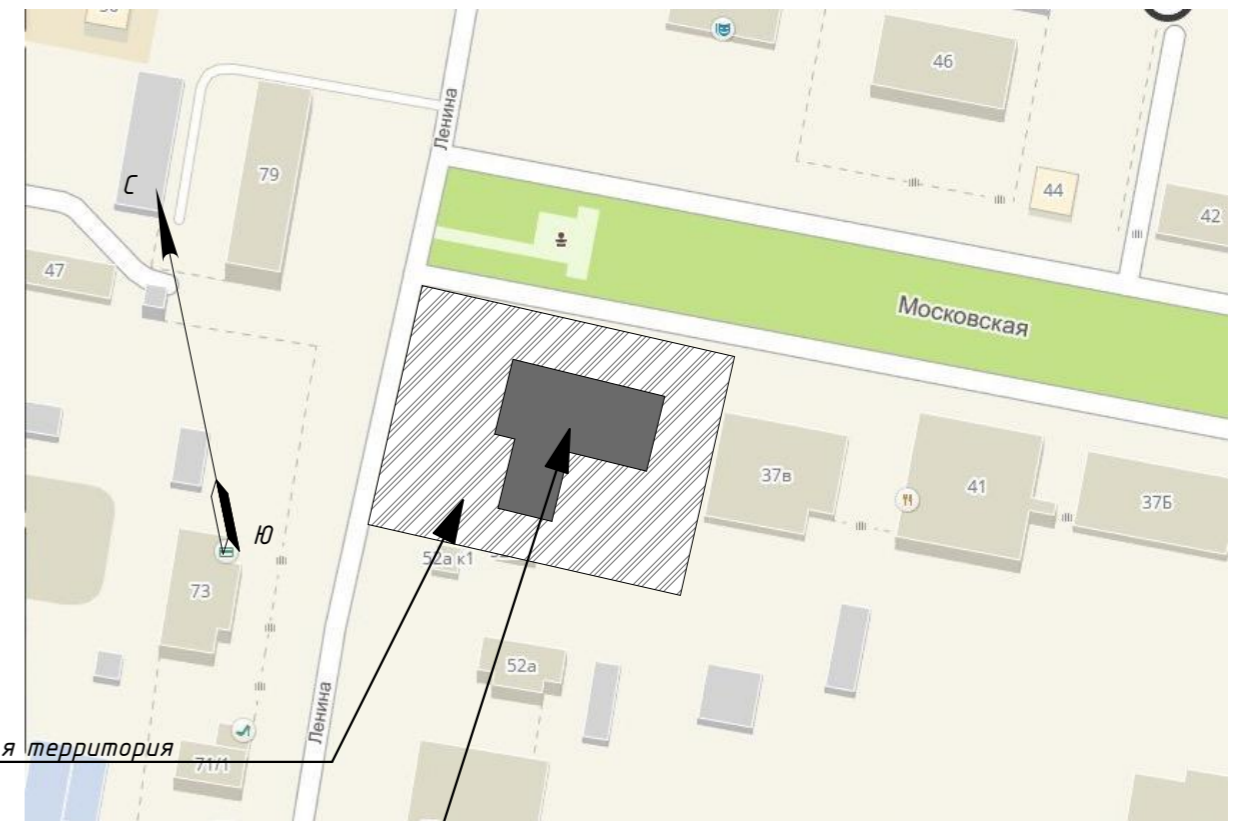 46
Ленина
79
44
С
42
47
Московская
37в
41
37Б
Ю
52а к1
73
52а
Ленина
я территория
71/1